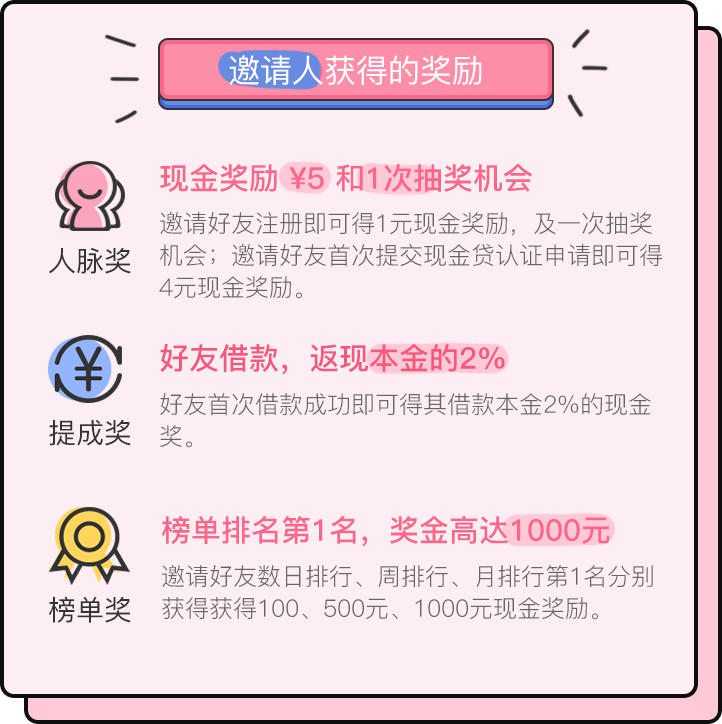 邀请人获得的奖励
现金奖励 ¥5 和1次抽奖机会
邀请好友注册即可得1元现金奖励，及一次抽奖
机会；邀请好友首次提交现金贷认证申请即可得
4元现金奖励。
人脉奖
好友借款，返现本金的2%
好友首次借款成功即可得其借款本金2%的现金
奖。
提成奖
榜单排名第1名，奖金高达1000元
邀请好友数日排行、周排行、月排行第1名分别
获得获得100、500元、1000元现金奖励。
榜单奖